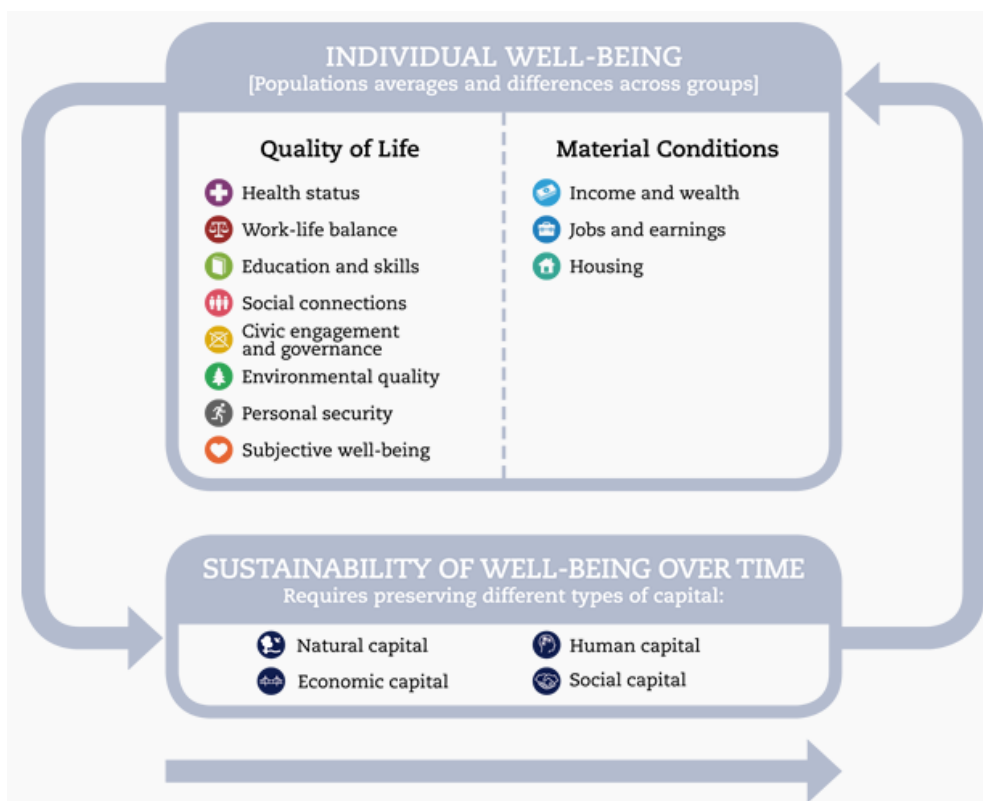 INDIVIDUAL WELL-BEING
[Populations averages and differences across groups]
Quality of Life
Health status
Work-life balance
Education and skills
Social connections
Civic engagement
and governance
Environmental quality
Personal security
Subjective well-being
Material Conditions
Income and wealth
Jobs and earnings
Housing
SUSTAINABILITY OF WELL-BEING OVER TIME
Requires preserving different types of capital:
Natural capital
Economic capital
Human capital
Social capital